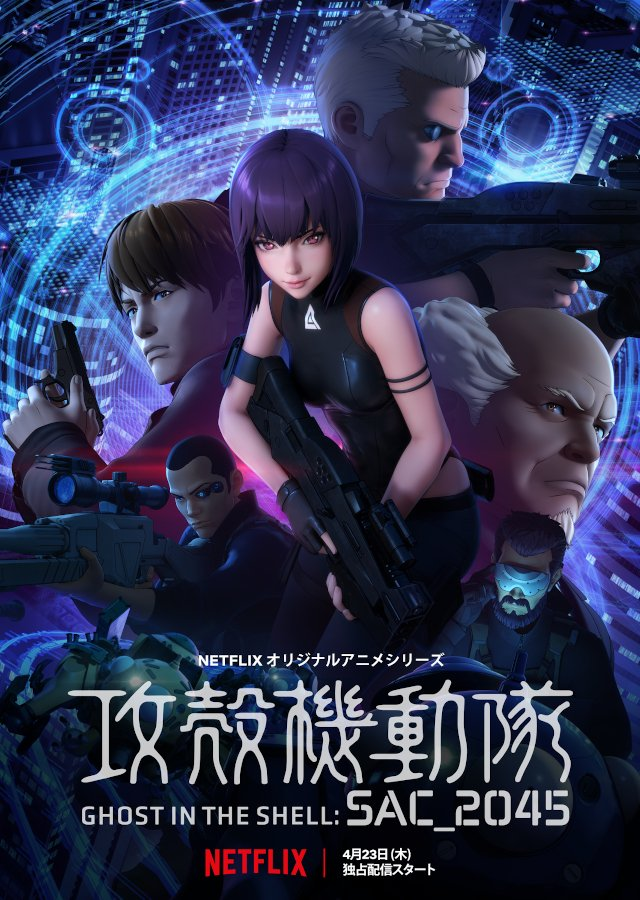 NETFLIX オリジナルアニメシリーズ
攻殻機動隊
GHOST IN THE SHELL: SAC_2045
NETFLIX
4月23日(木)
独占配信スタート